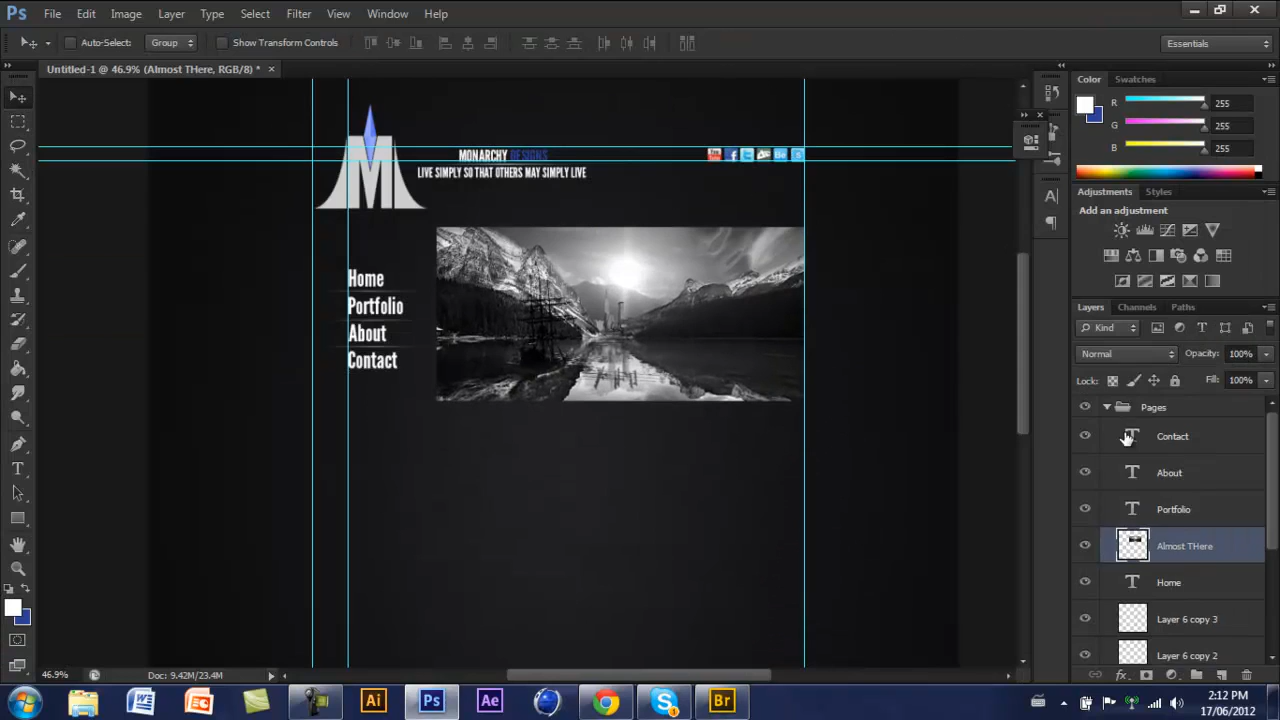 Ps File Edit Image Layer Type Select Filter View Window Help
Auto-Select: Group Show Transform Controls Essentials
Untitled-1 @ 46.9% (Almost THere, RGB/8) * ×
Color Swatches
R 255
G 255
B 255
MONARCHY DESIGNS
LIVE SIMPLY SO THAT OTHERS MAY SIMPLY LIVE
M
Adjustments Styles
Add an adjustment
Home
Portfolio
About
Contact
Layers Channels Paths
Kind
Normal Opacity: 100%
Lock: Fill: 100%
Pages
Contact
About
Portfolio
Almost THere
Home
Layer 6 copy 3
Layer 6 copy 2
46.9% Doc: 9.42M/23.4M
Ai Ps Ae Br
2:12 PM
17/06/2012